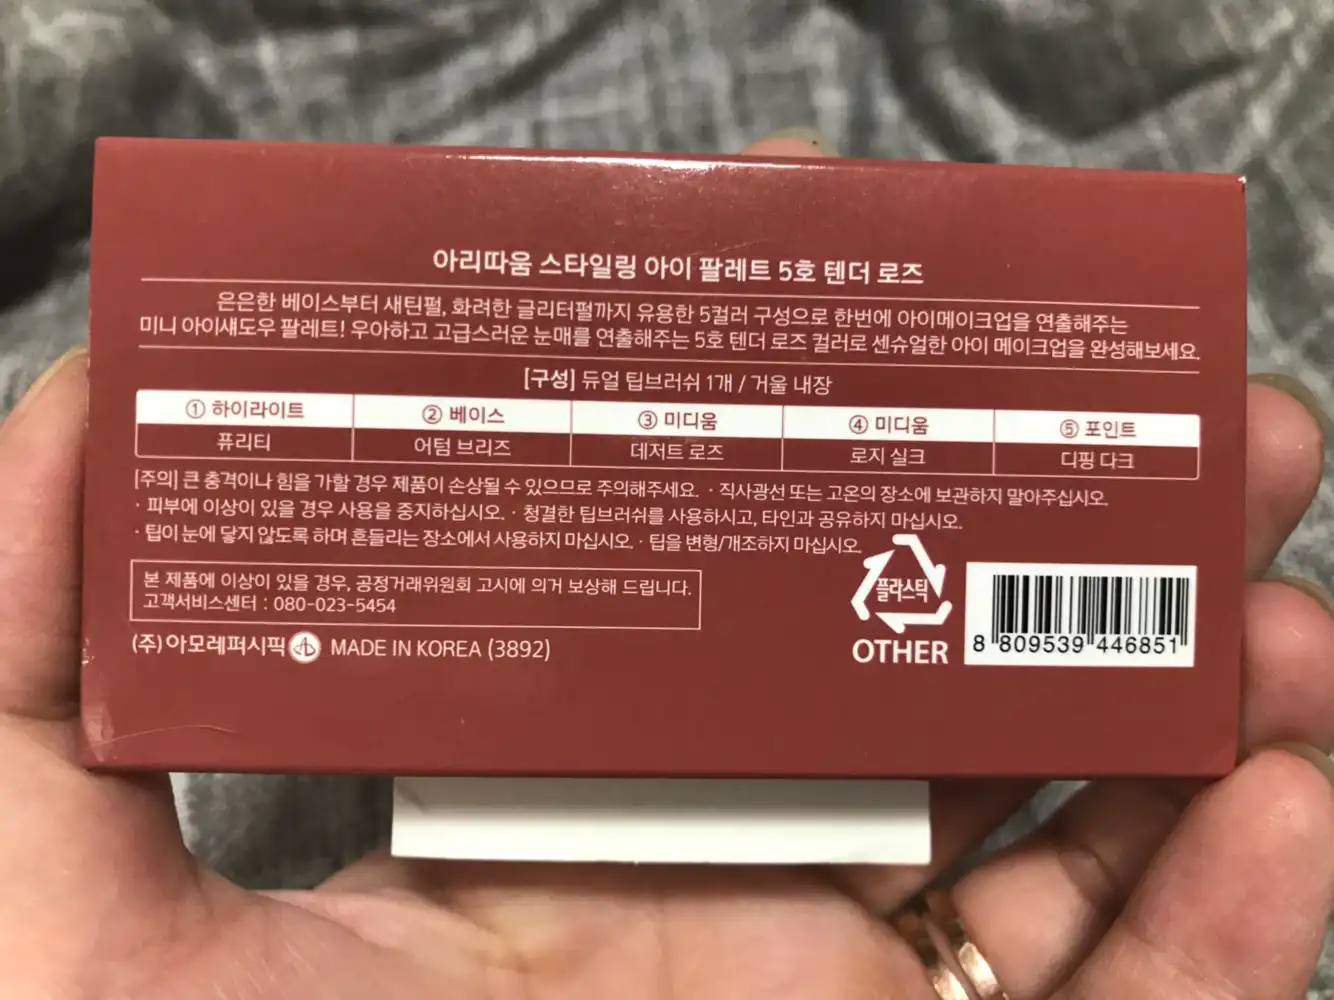 아리따움 스타일링 아이 팔레트 5호 텐더 로즈
은은한 베이스부터 새틴펄, 화려한 글리터펄까지 유용한 5컬러 구성으로 한번에 아이메이크업을 연출해주는
미니 아이섀도우 팔레트! 우아하고 고급스러운 눈매를 연출해주는 5호 텐더 로즈 컬러로 센슈얼한 아이 메이크업을 완성해보세요.
[구성] 듀얼 팁브러쉬 1개 / 거울 내장
① 하이라이트 ② 베이스 ③ 미디움 ④ 미디움 ⑤ 포인트
퓨리티 어텀 브리즈 데저트 로즈 로지 실크 디핑 다크
[주의] 큰 충격이나 힘을 가할 경우 제품이 손상될 수 있으므로 주의해주세요. · 직사광선 또는 고온의 장소에 보관하지 말아주십시오.
· 피부에 이상이 있을 경우 사용을 중지하십시오. · 청결한 팁브러쉬를 사용하시고, 타인과 공유하지 마십시오.
· 팁이 눈에 닿지 않도록 하며 흔들리는 장소에서 사용하지 마십시오. · 팁을 변형/개조하지 마십시오.
본 제품에 이상이 있을 경우, 공정거래위원회 고시에 의거 보상해 드립니다.
고객서비스센터 : 080-023-5454
(주)아모레퍼시픽 MADE IN KOREA (3892)
플라스틱
OTHER
8 809539 446851